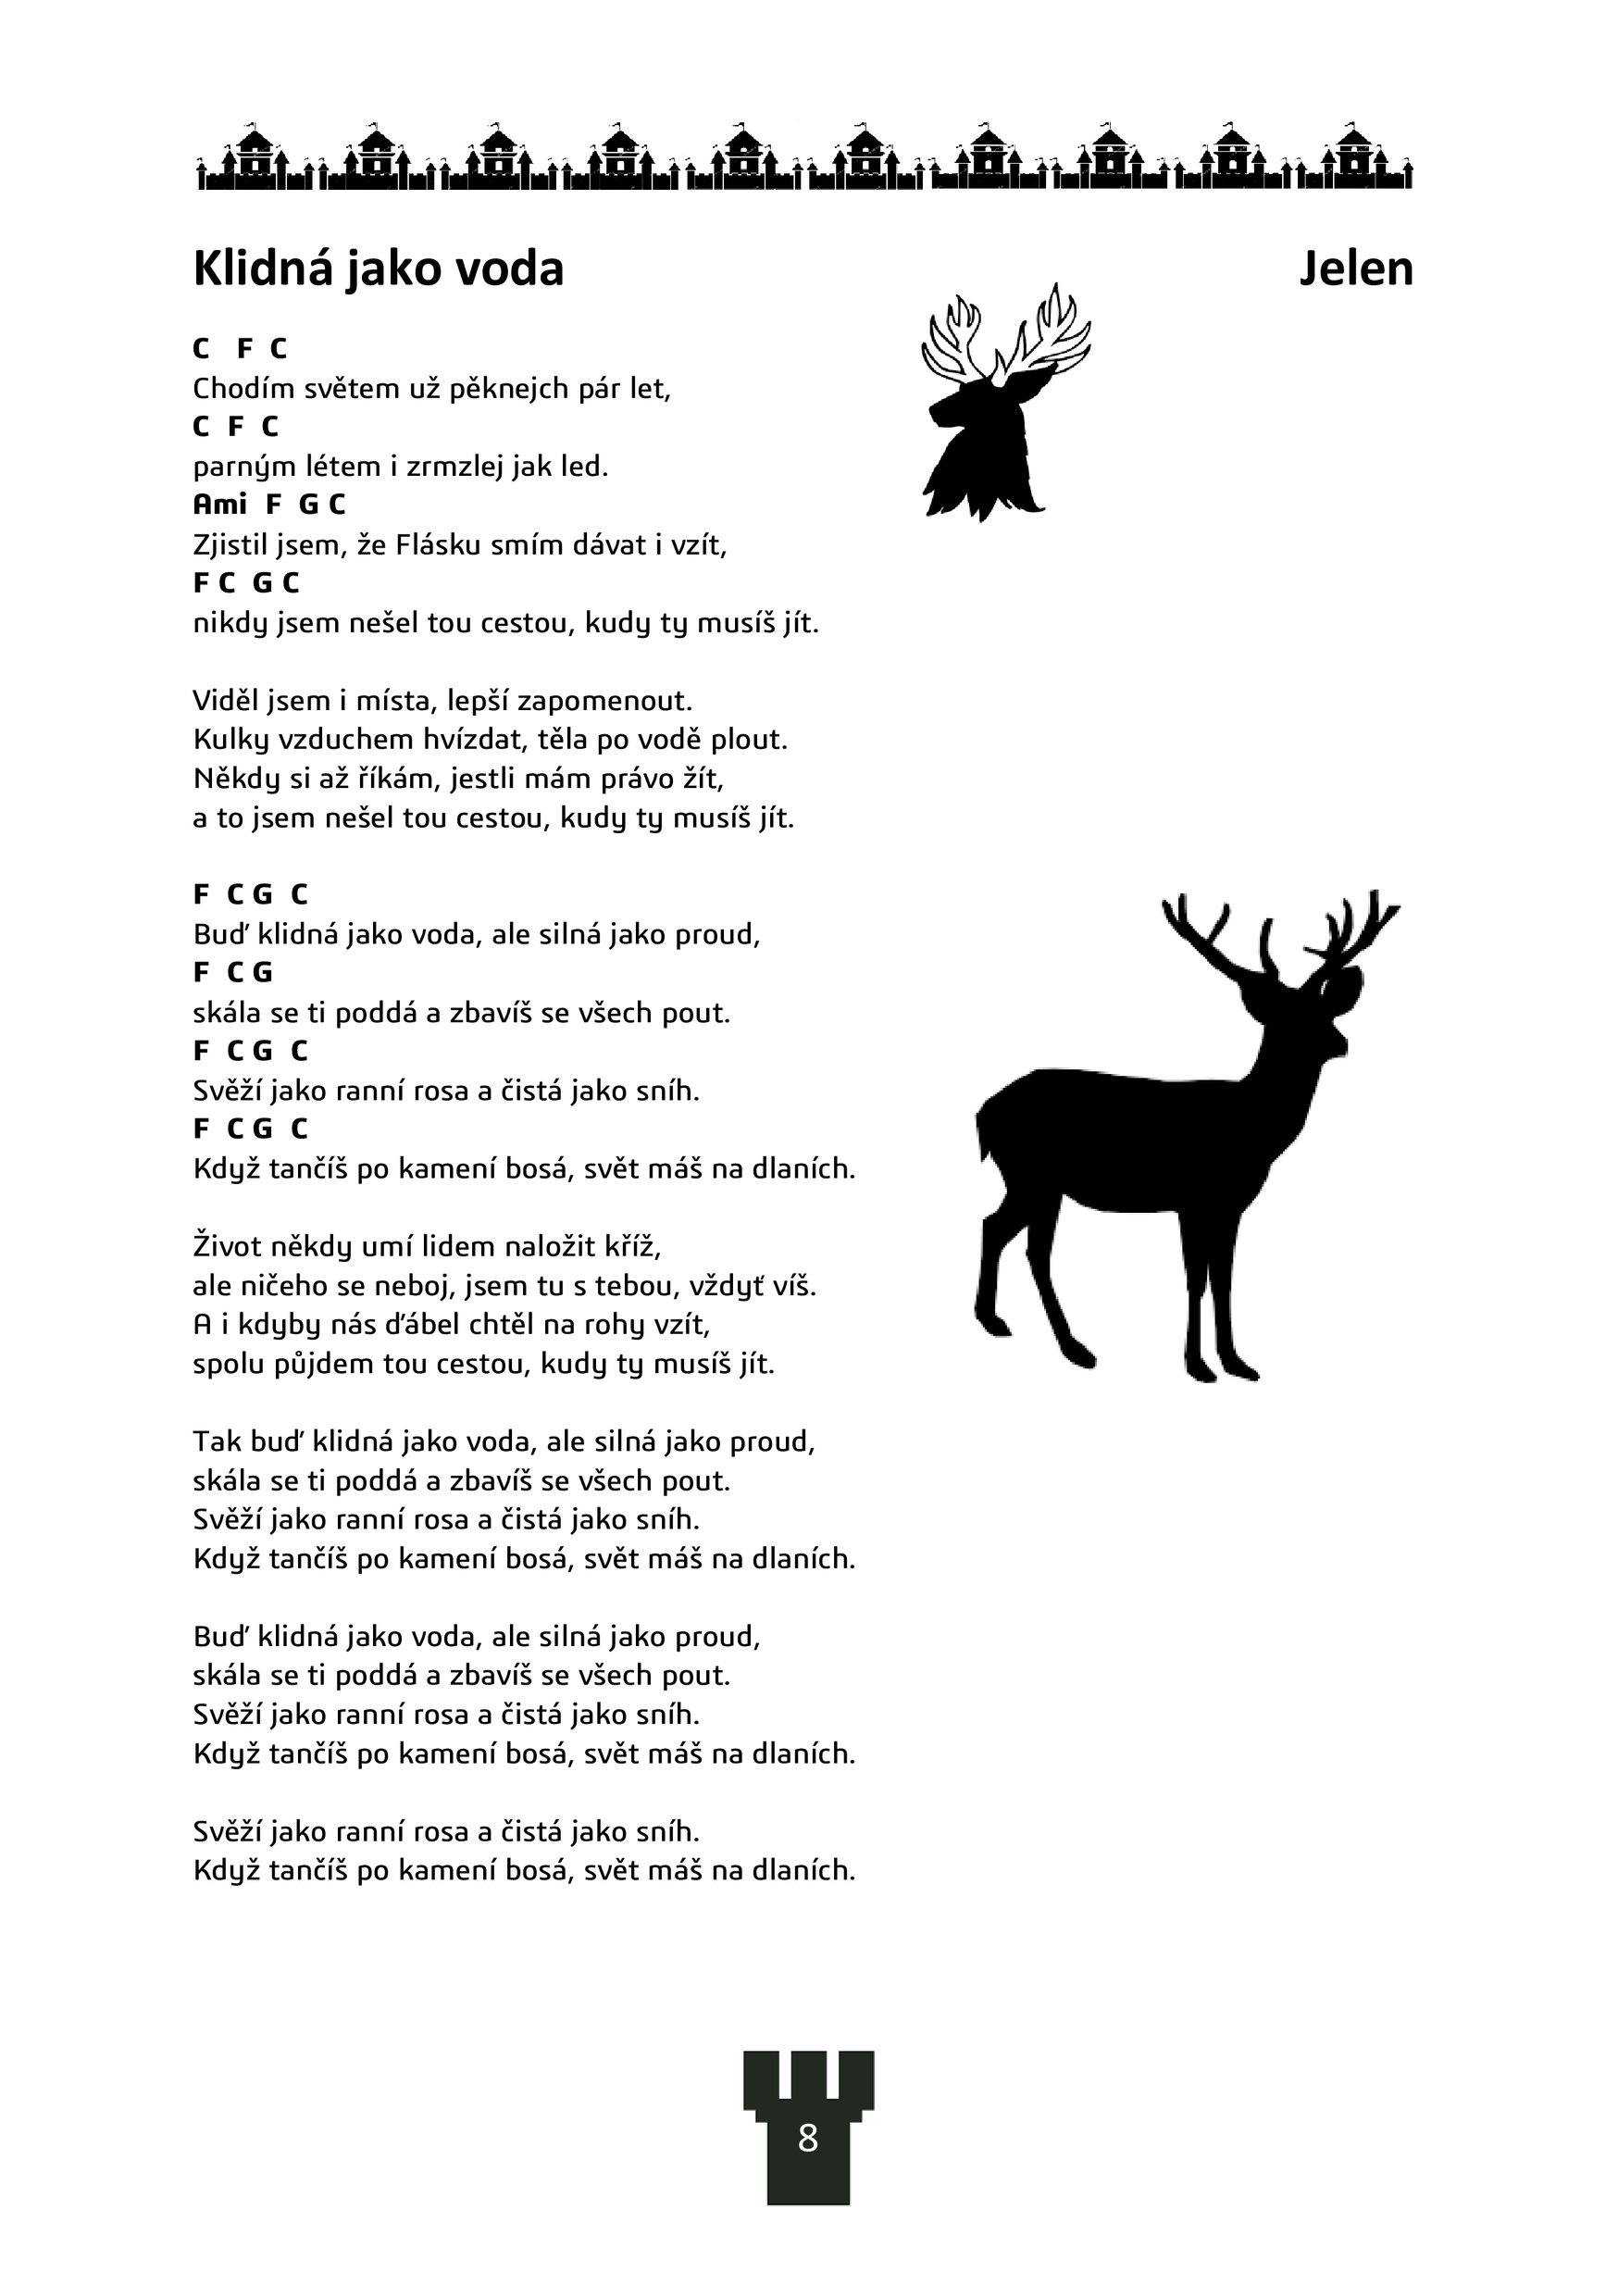 Klidná jako voda Jelen
C F C
Chodím světem už pěknejch pár let,
C F C
parným létem i zrmzlej jak led.
Ami F G C
Zjistil jsem, že Flásku smím dávat i vzít,
F C G C
nikdy jsem nešel tou cestou, kudy ty musíš jít.
Viděl jsem i místa, lepší zapomenout.
Kulky vzduchem hvízdat, těla po vodě plout.
Někdy si až říkám, jestli mám právo žít,
a to jsem nešel tou cestou, kudy ty musíš jít.
F C G C
Buď klidná jako voda, ale silná jako proud,
F C G
skála se ti poddá a zbavíš se všech pout.
F C G C
Svěží jako ranní rosa a čistá jako sníh.
F C G C
Když tančíš po kamení bosá, svět máš na dlaních.
Život někdy umí lidem naložit kříž,
ale ničeho se neboj, jsem tu s tebou, vždyť víš.
A i kdyby nás ďábel chtěl na rohy vzít,
spolu půjdem tou cestou, kudy ty musíš jít.
Tak buď klidná jako voda, ale silná jako proud,
skála se ti poddá a zbavíš se všech pout.
Svěží jako ranní rosa a čistá jako sníh.
Když tančíš po kamení bosá, svět máš na dlaních.
Buď klidná jako voda, ale silná jako proud,
skála se ti poddá a zbavíš se všech pout.
Svěží jako ranní rosa a čistá jako sníh.
Když tančíš po kamení bosá, svět máš na dlaních.
Svěží jako ranní rosa a čistá jako sníh.
Když tančíš po kamení bosá, svět máš na dlaních.
8